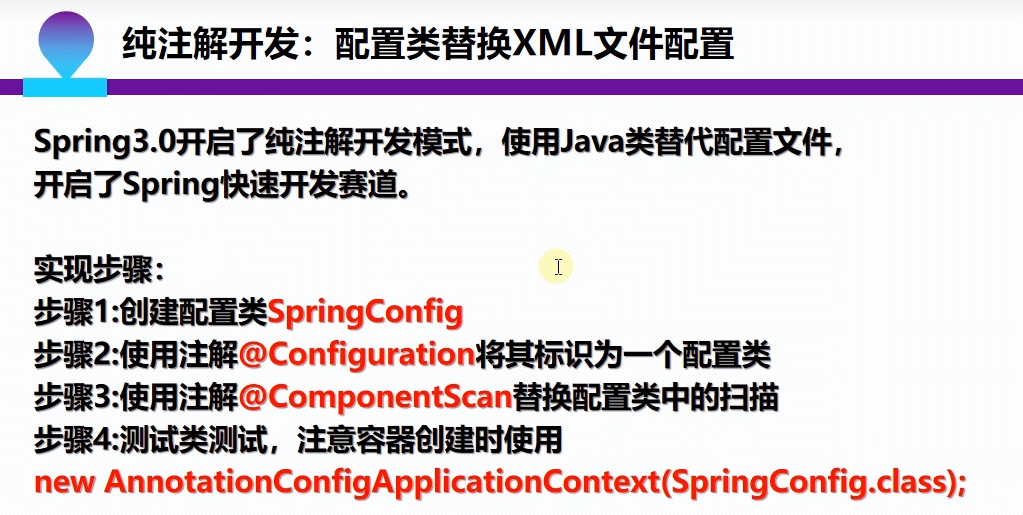 纯注解开发：配置类替换XML文件配置
Spring3.0开启了纯注解开发模式，使用Java类替代配置文件，
开启了Spring快速开发赛道。
实现步骤：
步骤1:创建配置类SpringConfig
步骤2:使用注解@Configuration将其标识为一个配置类
步骤3:使用注解@ComponentScan替换配置类中的扫描
步骤4:测试类测试，注意容器创建时使用
new AnnotationConfigApplicationContext(SpringConfig.class);